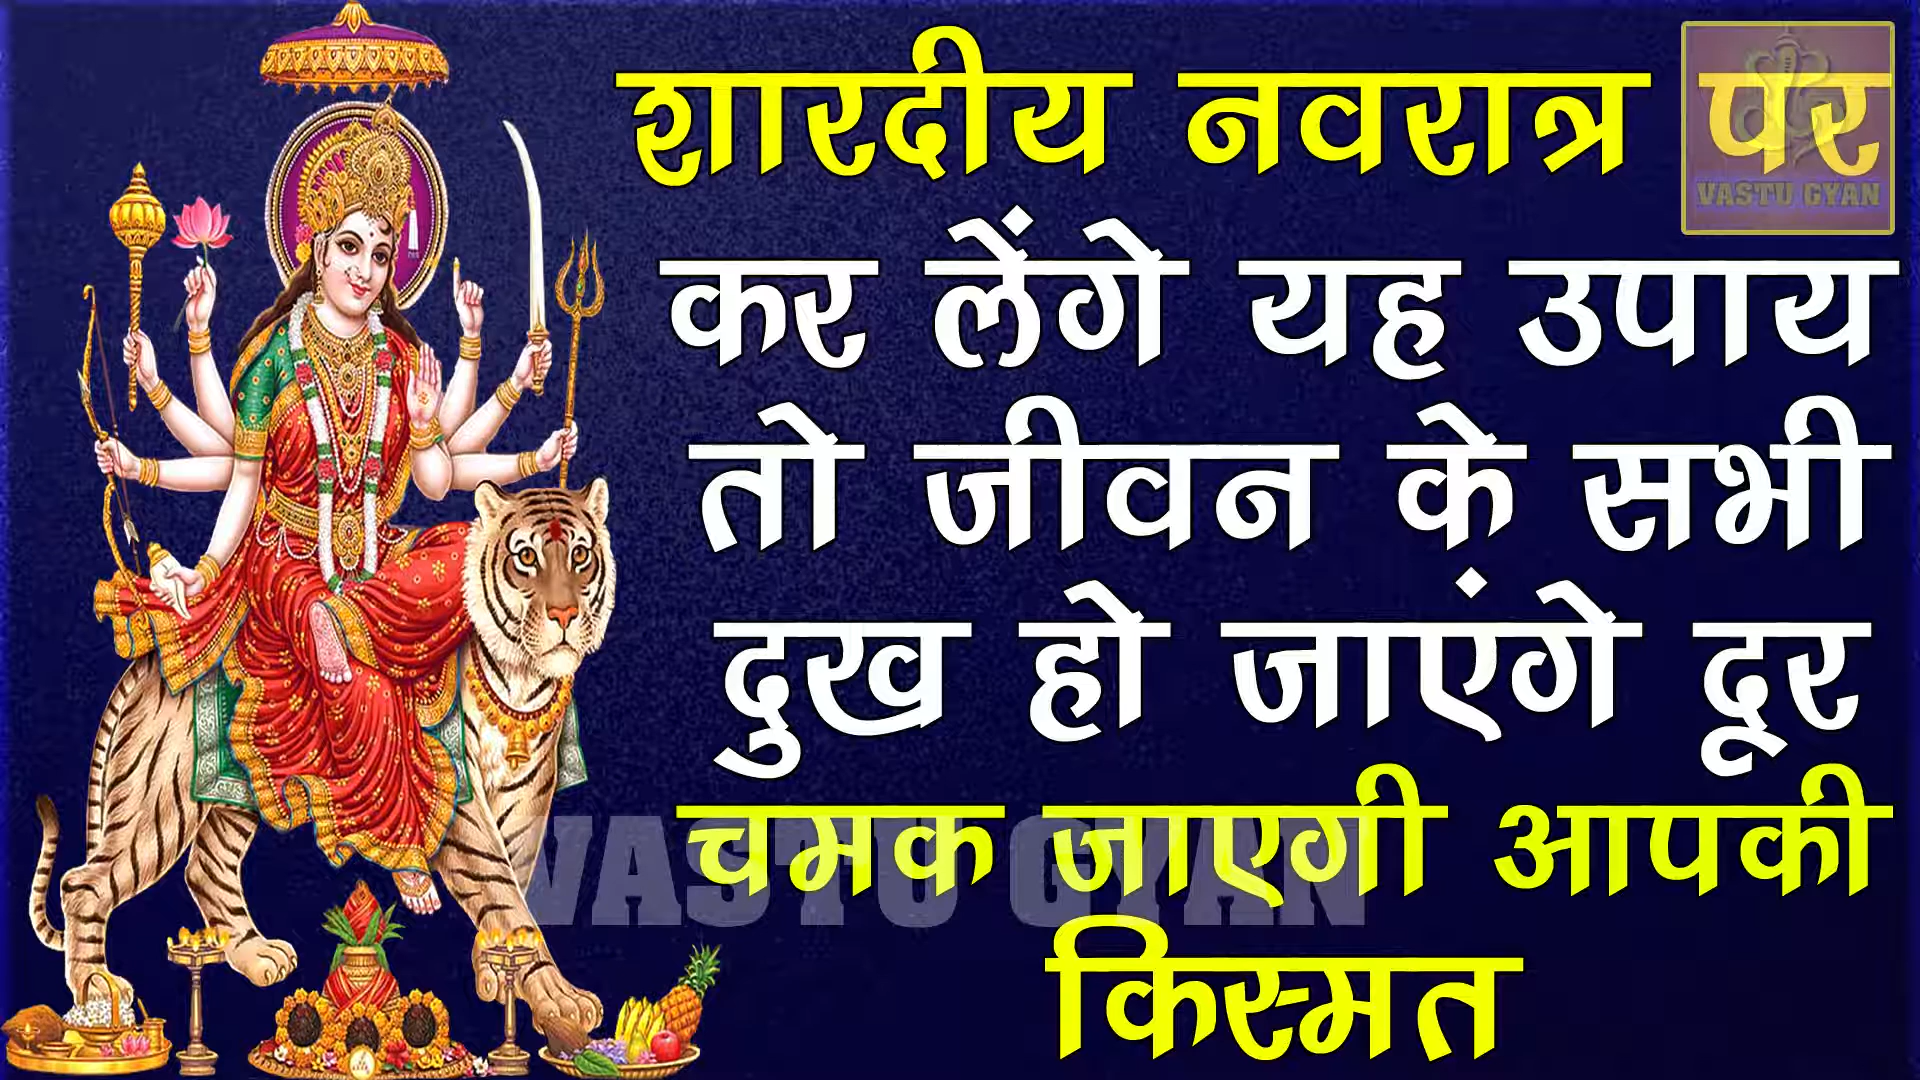 शारदीय नवरात्र पर
VASTU GYAN
कर लेंगे यह उपाय
तो जीवन के सभी
दुख हो जाएंगे दूर
चमक जाएगी आपकी
VASTU GYAN
किस्मत